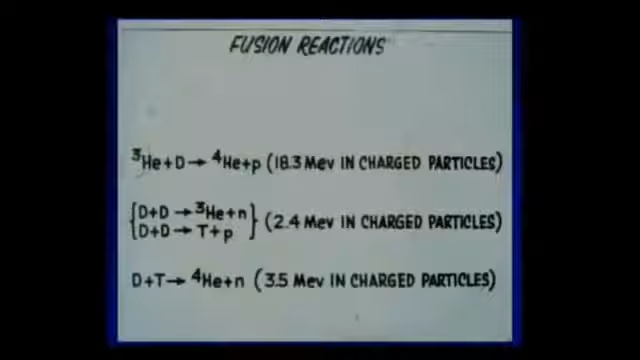 FUSION REACTIONS
³He+D→ ⁴He+p (18.3 Mev IN CHARGED PARTICLES)
{D+D → ³He+n
D+D → T+p} (2.4 Mev IN CHARGED PARTICLES)
D+T→ ⁴He+n (3.5 Mev IN CHARGED PARTICLES)